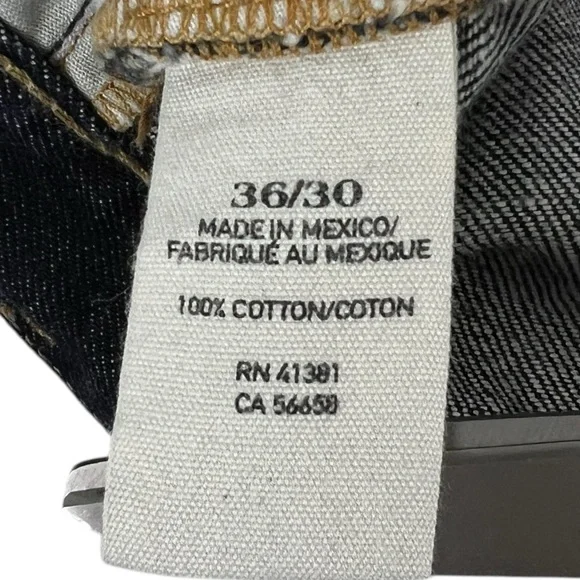 36/30
MADE IN MEXICO/
FABRIQUÉ AU MEXIQUE
100% COTTON/COTON
RN 41381
CA 56658